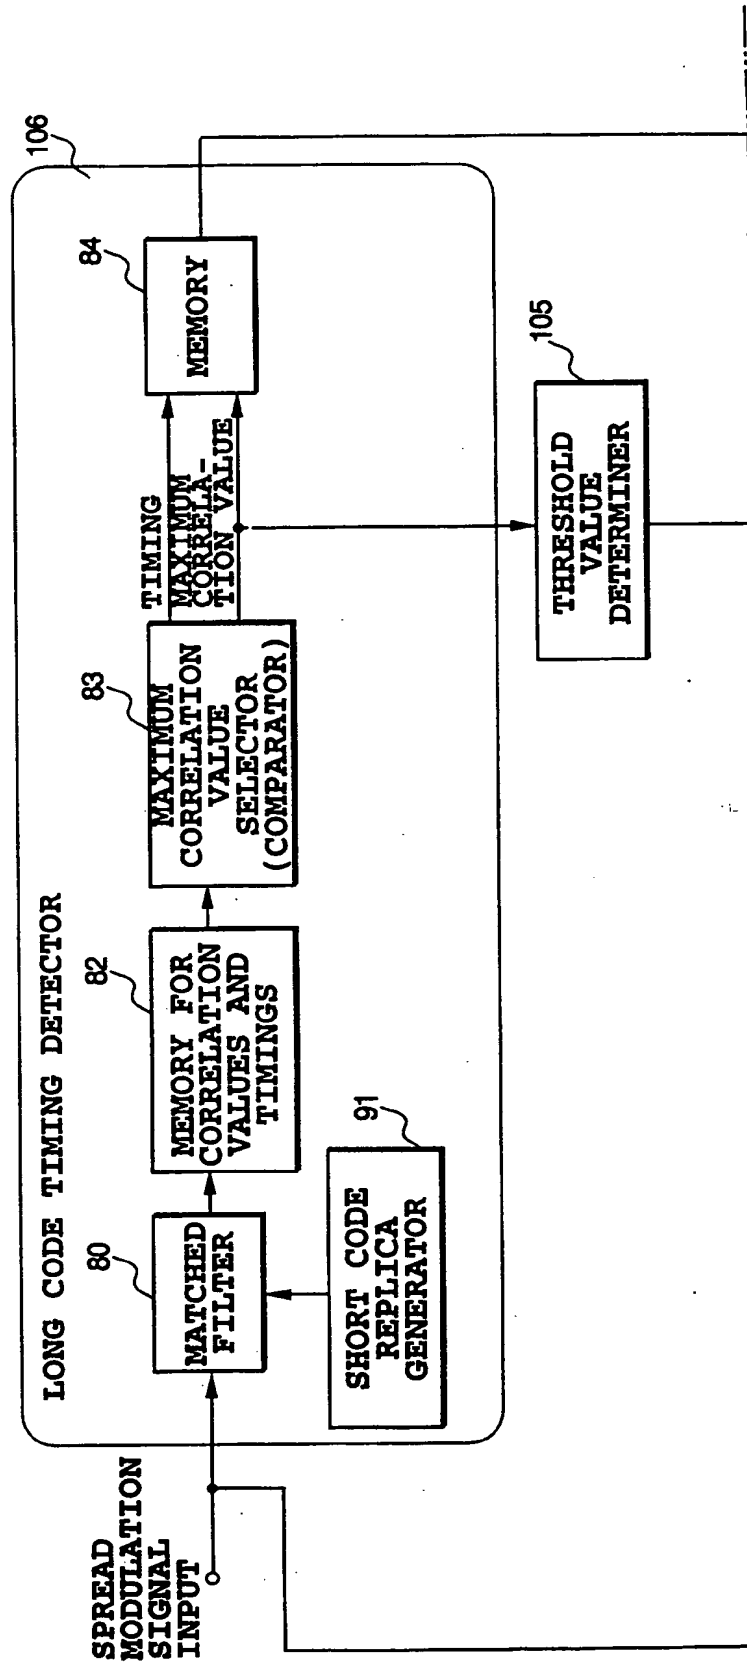 LONG CODE TIMING DETECTOR
106
SPREAD
MODULATION
SIGNAL
INPUT
80
MATCHED
FILTER
82
MEMORY FOR
CORRELATION
VALUES AND
TIMINGS
83
MAXIMUM
CORRELATION
VALUE
SELECTOR
(COMPARATOR)
TIMING
MAXIMUM
CORRELA-
TION VALUE
84
MEMORY
91
SHORT CODE
REPLICA
GENERATOR
105
THRESHOLD
VALUE
DETERMINER